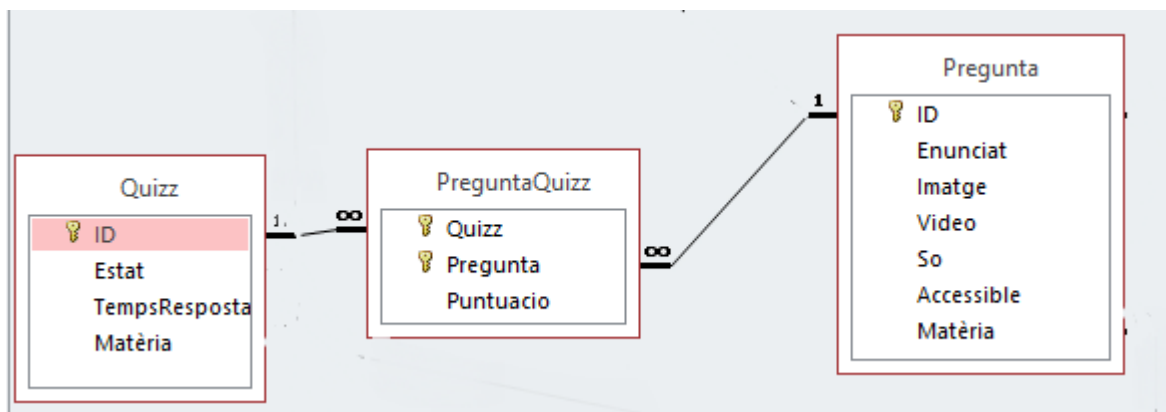 Quizz
ID
Estat
TempsResposta
Matèria
1
∞
PreguntaQuizz
Quizz
Pregunta
Puntuacio
∞
1
Pregunta
ID
Enunciat
Imatge
Video
So
Accessible
Matèria